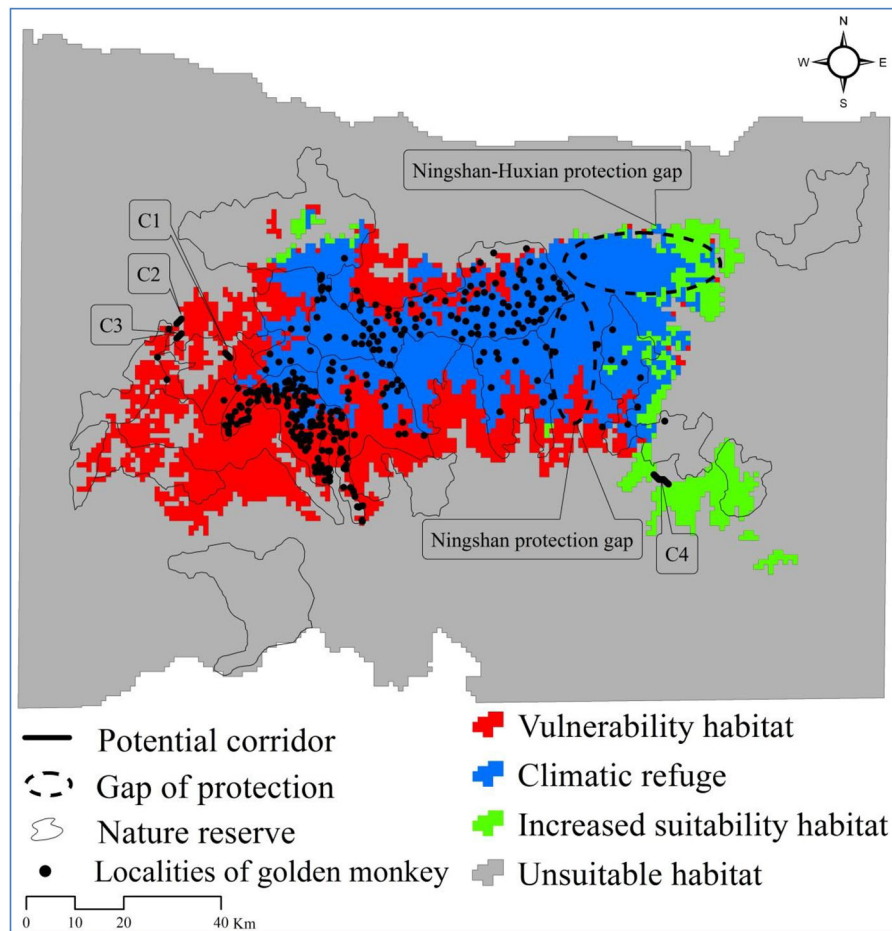 N
W E
S
Ningshan-Huxian protection gap
C1
C2
C3
Ningshan protection gap
C4
Potential corridor
Gap of protection
Nature reserve
Localities of golden monkey
Vulnerability habitat
Climatic refuge
Increased suitability habitat
Unsuitable habitat
0 10 20 40 Km